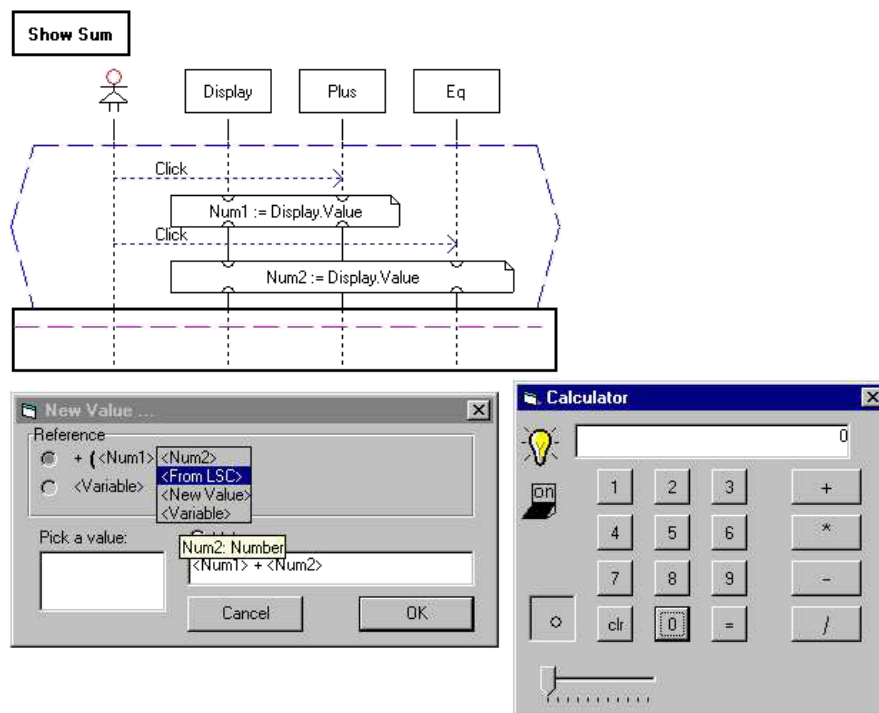 Show Sum
Display Plus Eq
Click
Num1 := Display.Value
Click
Num2 := Display.Value
New Value ...
Reference
+ ( <Num1> <Num2>
<From LSC>
<Variable> <New Value>
<Variable>
Pick a value:
Num2: Number
<Num1> + <Num2>
Cancel OK
Calculator
0
on
1 2 3 +
4 5 6 *
7 8 9 -
clr 0 = /